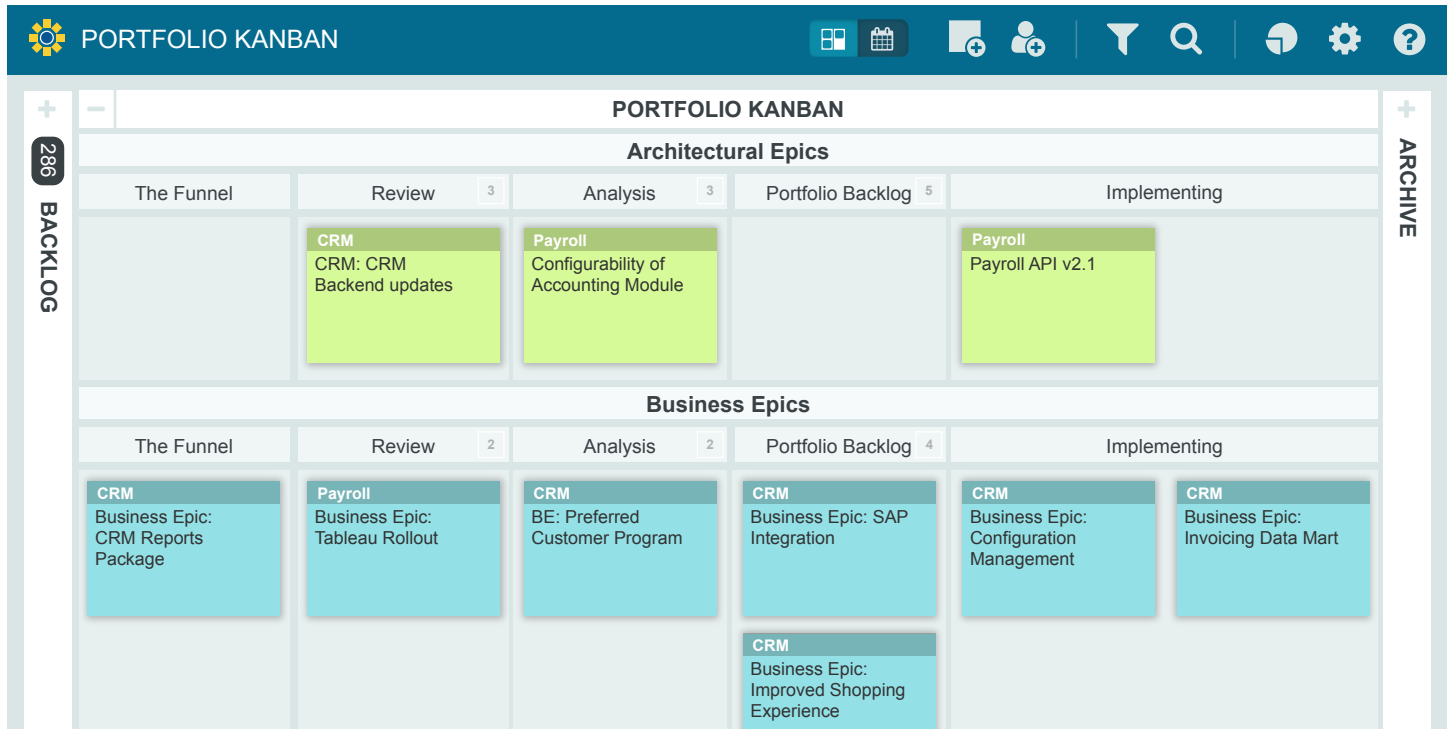 PORTFOLIO KANBAN
PORTFOLIO KANBAN
286 BACKLOG
ARCHIVE
Architectural Epics
The Funnel
Review 3
Analysis 3
Portfolio Backlog 5
Implementing
CRM
CRM: CRM
Backend updates
Payroll
Configurability of
Accounting Module
Payroll
Payroll API v2.1
Business Epics
The Funnel
Review 2
Analysis 2
Portfolio Backlog 4
Implementing
CRM
Business Epic:
CRM Reports
Package
Payroll
Business Epic:
Tableau Rollout
CRM
BE: Preferred
Customer Program
CRM
Business Epic: SAP
Integration
CRM
Business Epic:
Configuration
Management
CRM
Business Epic:
Invoicing Data Mart
CRM
Business Epic:
Improved Shopping
Experience